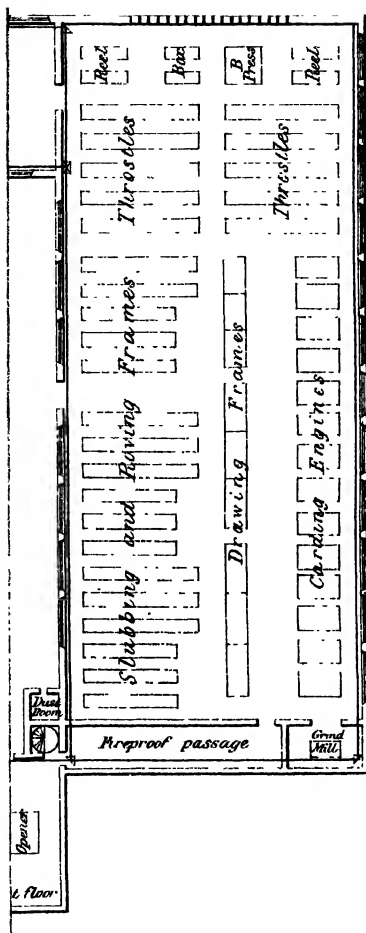 Reel
Box
B Press
Reel
Throstles
Throstles
Slubbing and Roving Frames
Drawing Frames
Carding Engines
Dust Room
Fireproof passage
Grind Mill
Opener
t floor